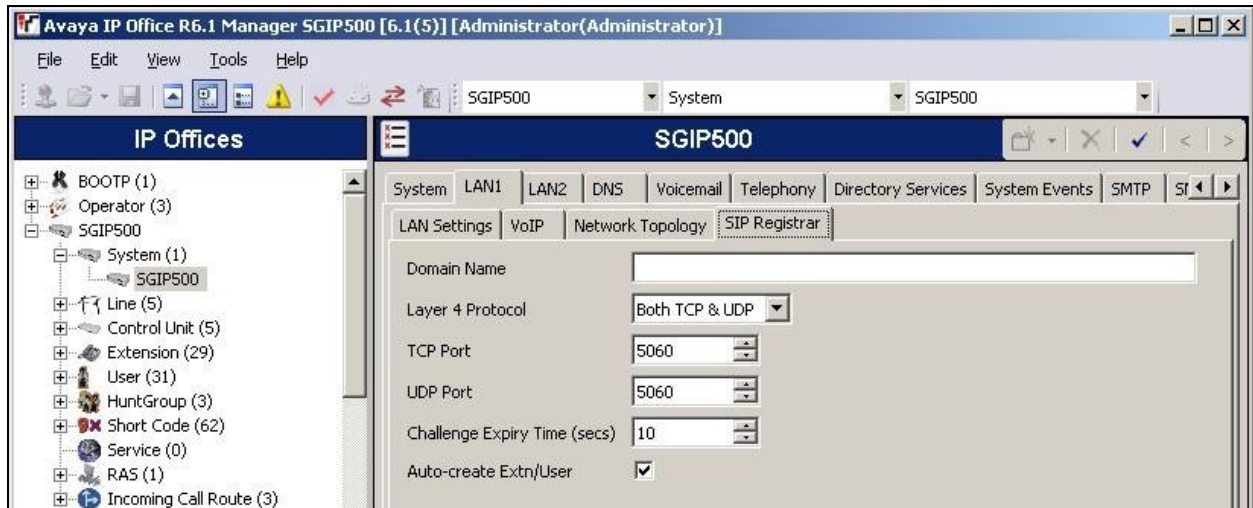 Avaya IP Office R6.1 Manager SGIP500 [6.1(5)] [Administrator(Administrator)]
File Edit View Tools Help
SGIP500 System SGIP500
IP Offices
BOOTP (1)
Operator (3)
SGIP500
System (1)
SGIP500
Line (5)
Control Unit (5)
Extension (29)
User (31)
HuntGroup (3)
Short Code (62)
Service (0)
RAS (1)
Incoming Call Route (3)
SGIP500
System LAN1 LAN2 DNS Voicemail Telephony Directory Services System Events SMTP
LAN Settings VoIP Network Topology SIP Registrar
Domain Name
Layer 4 Protocol Both TCP & UDP
TCP Port 5060
UDP Port 5060
Challenge Expiry Time (secs) 10
Auto-create Extn/User